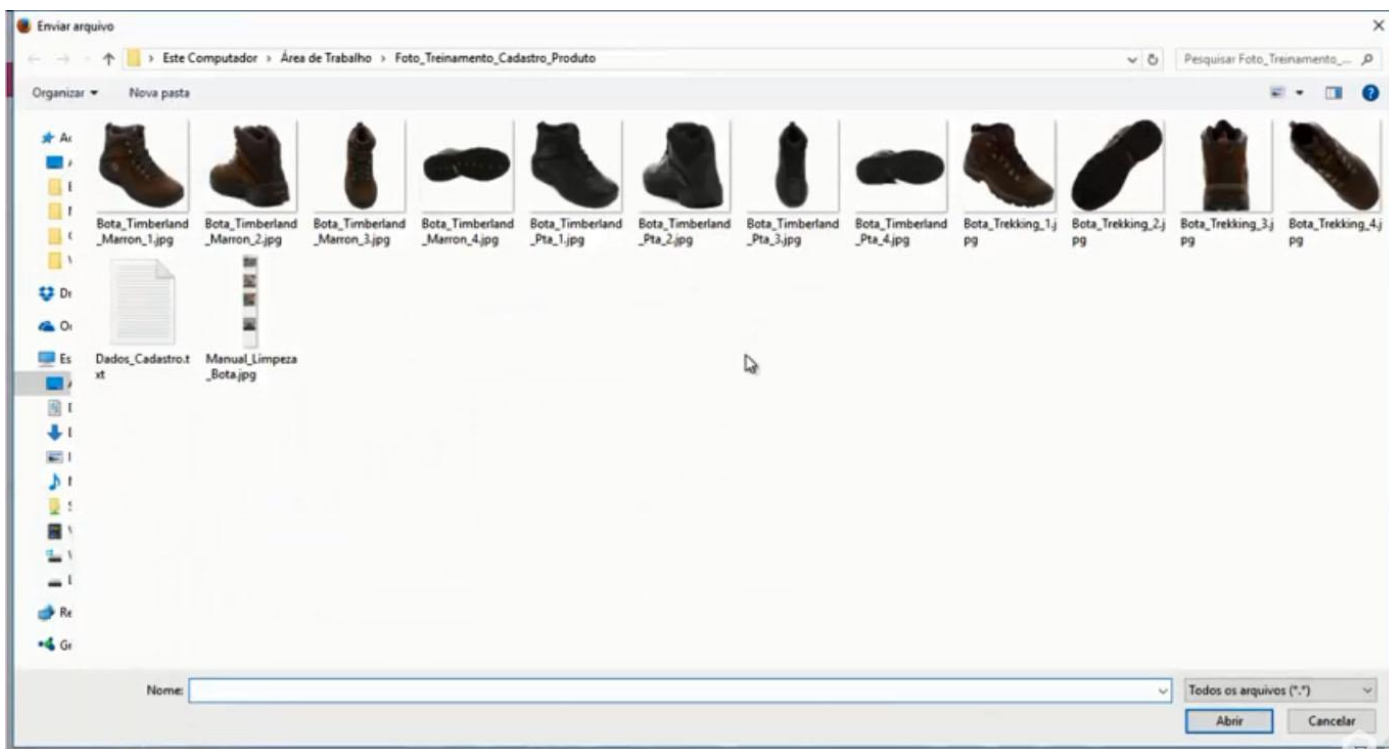 Enviar arquivo
Este Computador > Área de Trabalho > Foto_Treinamento_Cadastro_Produto
Pesquisar Foto_Treinamento_...
Organizar
Nova pasta
Bota_Timberland
_Marron_1.jpg
Bota_Timberland
_Marron_2.jpg
Bota_Timberland
_Marron_3.jpg
Bota_Timberland
_Marron_4.jpg
Bota_Timberland
_Pta_1.jpg
Bota_Timberland
_Pta_2.jpg
Bota_Timberland
_Pta_3.jpg
Bota_Timberland
_Pta_4.jpg
Bota_Trekking_1.j
pg
Bota_Trekking_2.j
pg
Bota_Trekking_3.j
pg
Bota_Trekking_4.j
pg
Dados_Cadastro.t
xt
Manual_Limpeza
_Bota.jpg
Es
Re
Nome:
Todos os arquivos (*.*)
Abrir
Cancelar